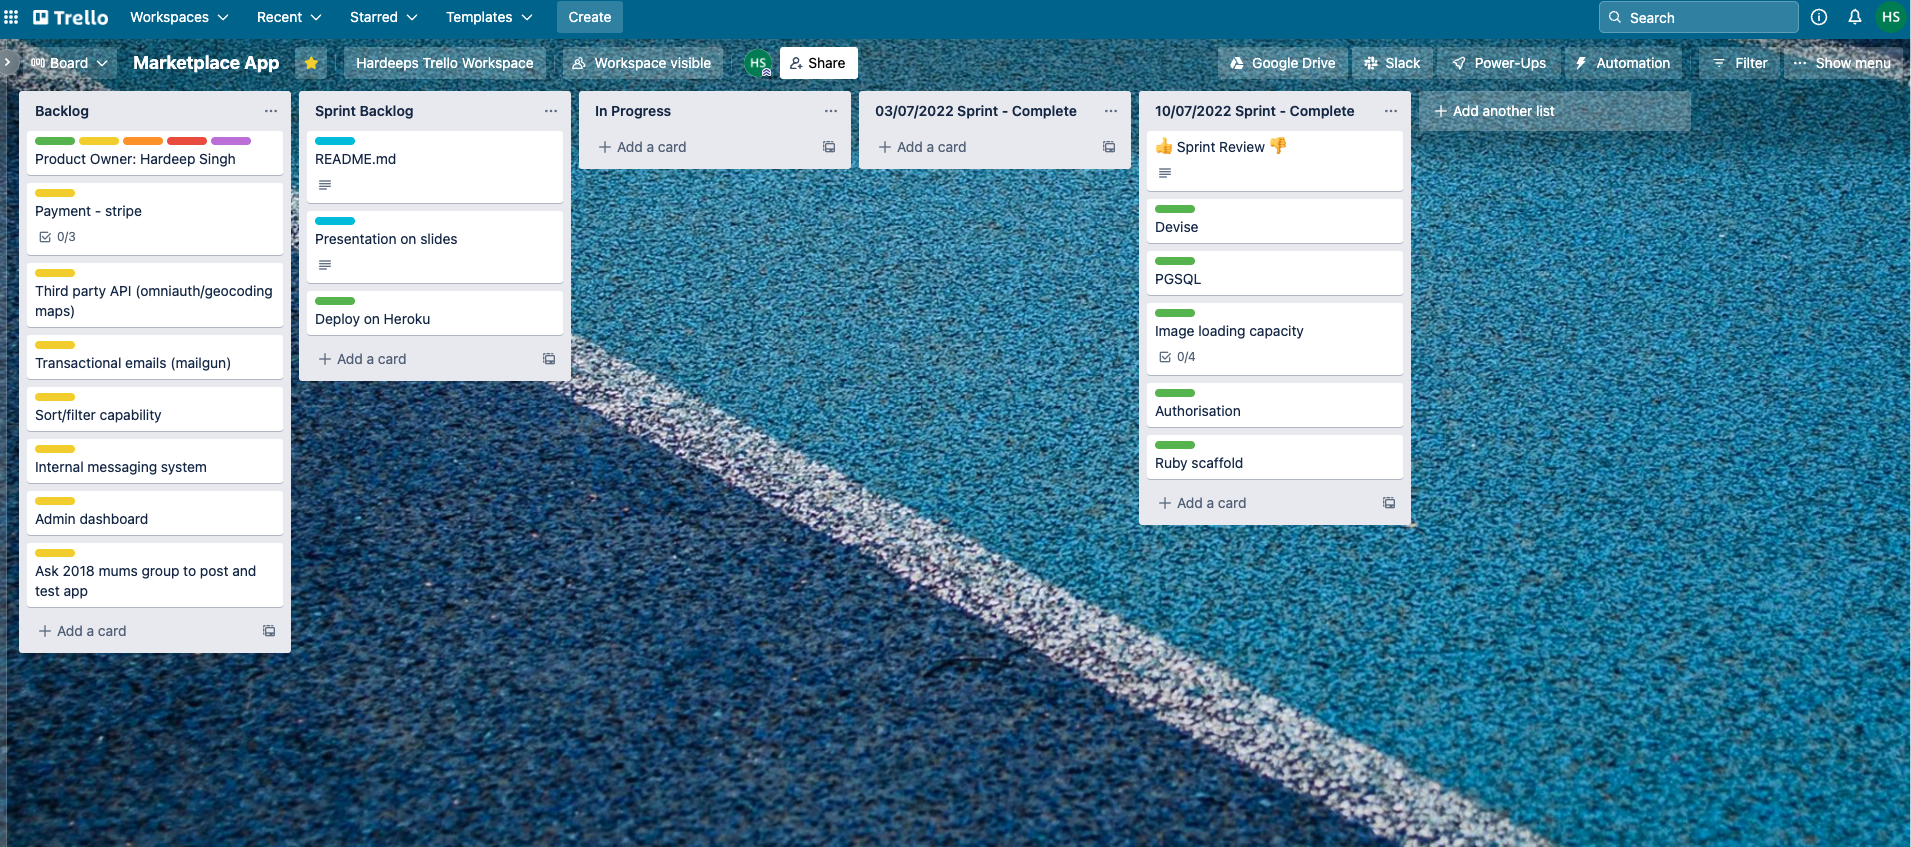 Trello Workspaces Recent Starred Templates Create Search HS
Board Marketplace App Hardeeps Trello Workspace Workspace visible HS Share Google Drive Slack Power-Ups Automation Filter Show menu
Backlog
Product Owner: Hardeep Singh
Payment - stripe
0/3
Third party API (omniauth/geocoding
maps)
Transactional emails (mailgun)
Sort/filter capability
Internal messaging system
Admin dashboard
Ask 2018 mums group to post and
test app
+ Add a card
Sprint Backlog
README.md
Presentation on slides
Deploy on Heroku
+ Add a card
In Progress
+ Add a card
03/07/2022 Sprint - Complete
+ Add a card
10/07/2022 Sprint - Complete
👍 Sprint Review 👎
Devise
PGSQL
Image loading capacity
0/4
Authorisation
Ruby scaffold
+ Add a card
+ Add another list